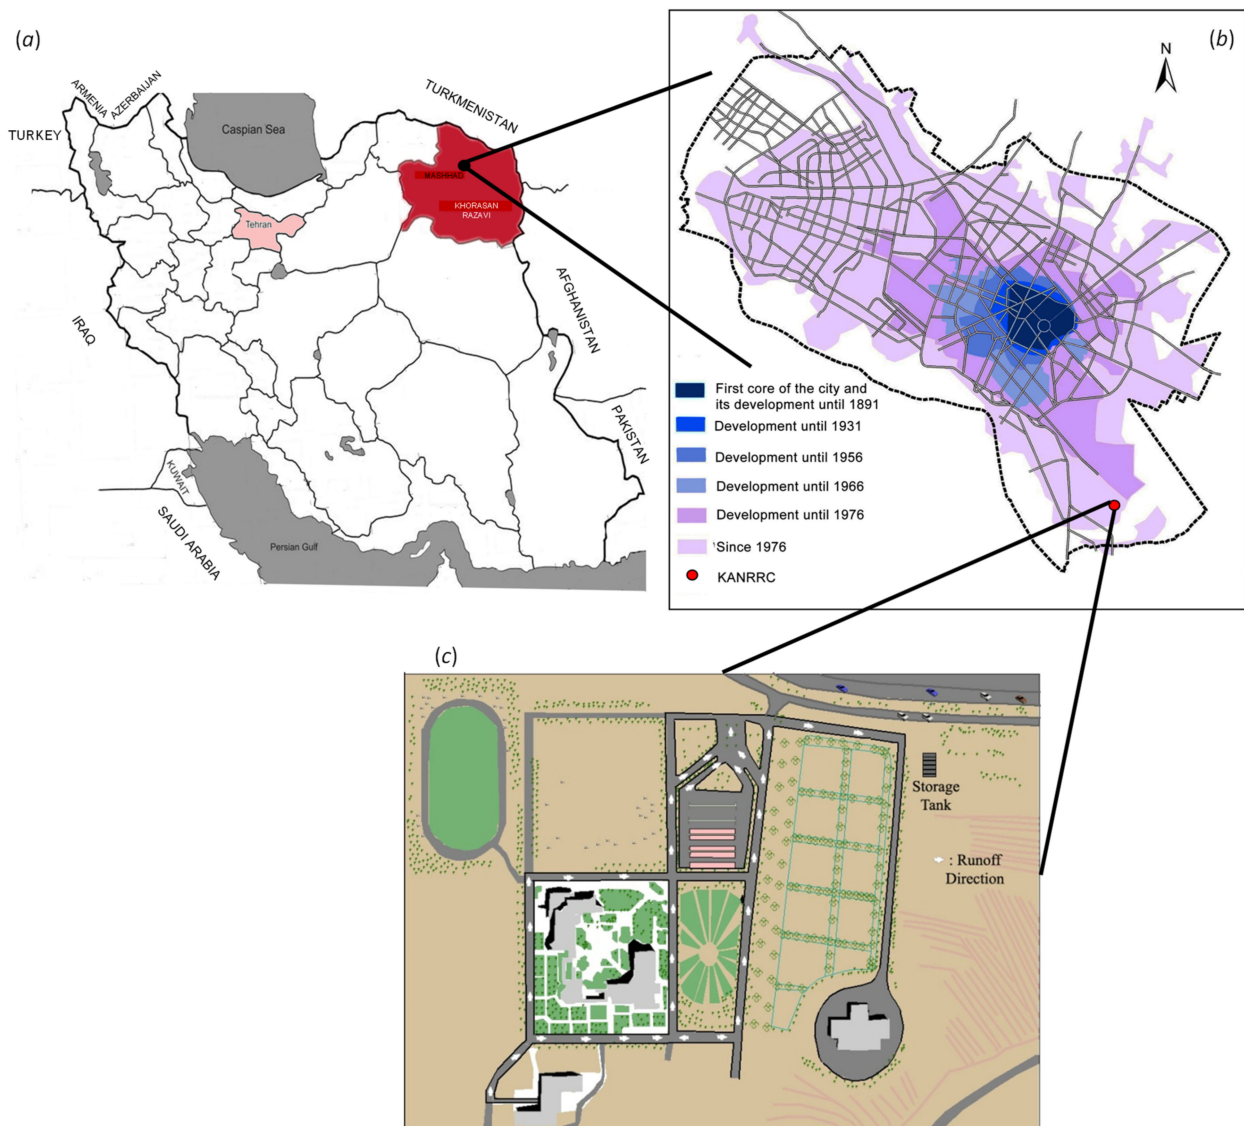 (a)
ARMENIA
AZERBAIJAN
TURKEY
Caspian Sea
TURKMENISTAN
MASHHAD
KHORASAN
RAZAVI
Tehran
IRAQ
AFGHANISTAN
PAKISTAN
KUWAIT
SAUDI ARABIA
Persian Gulf
(b)
N
First core of the city and
its development until 1891
Development until 1931
Development until 1956
Development until 1966
Development until 1976
'Since 1976
KANRRC
(c)
Storage
Tank
: Runoff
Direction